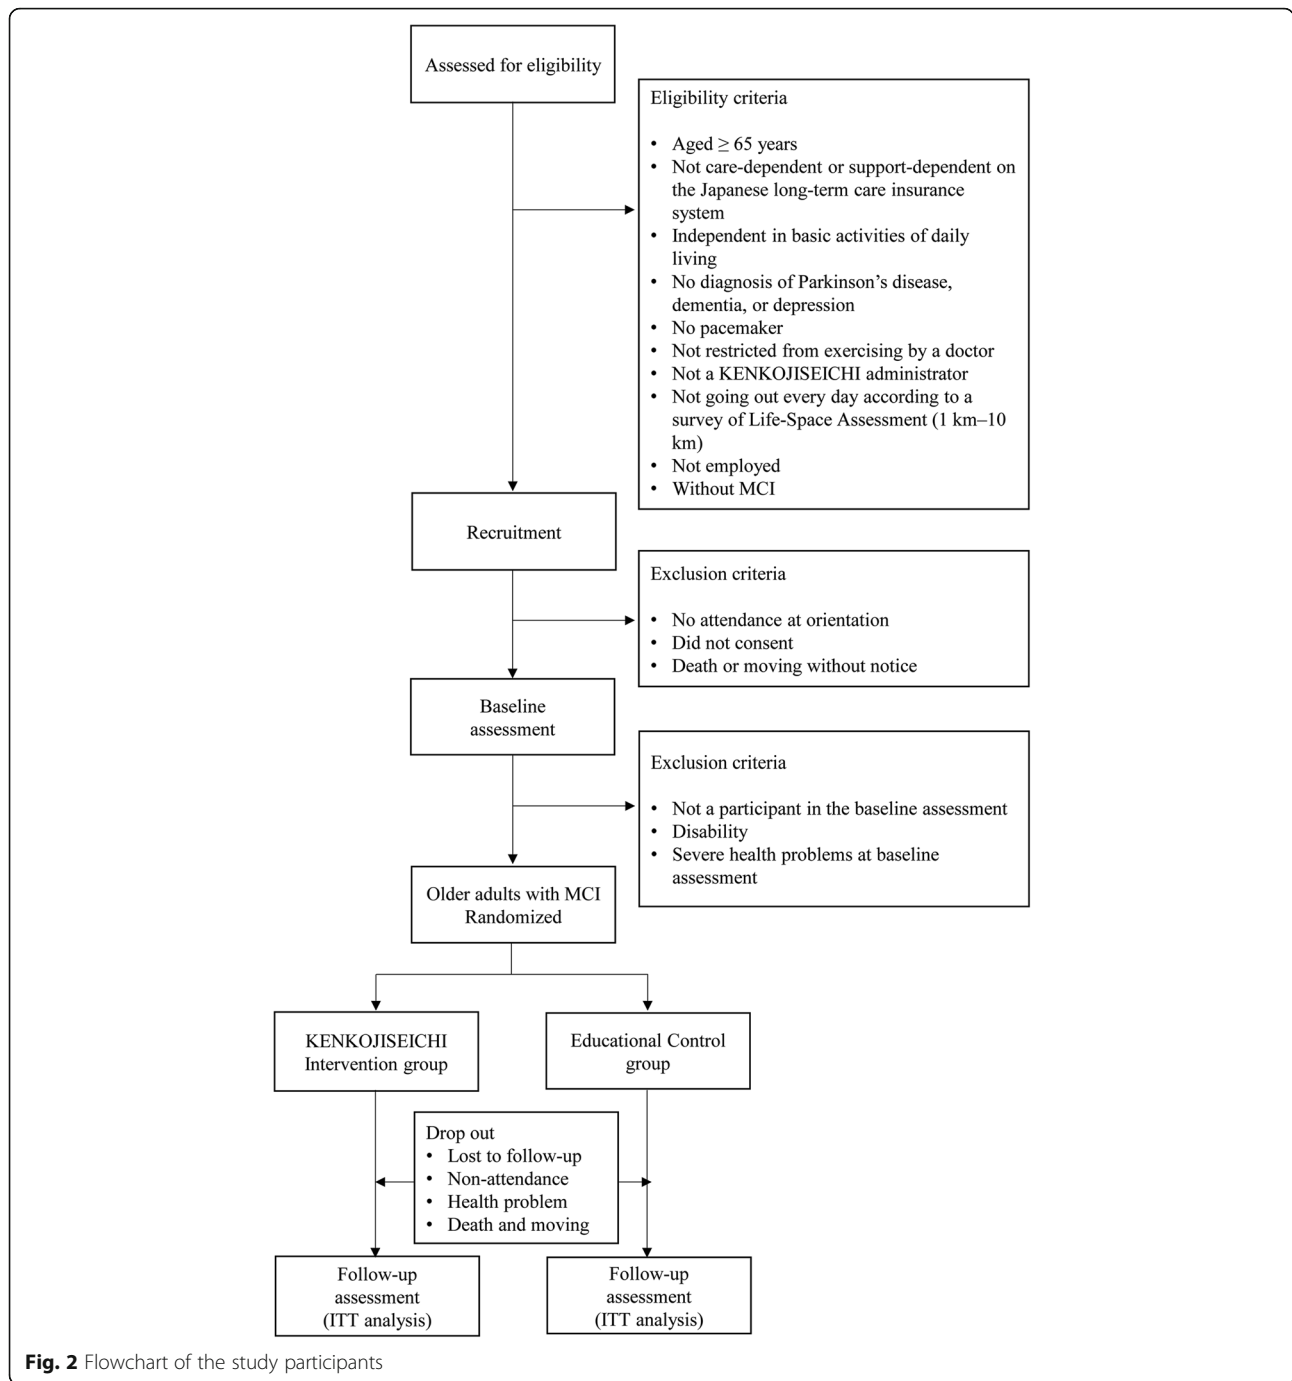 Assessed for eligibility
Eligibility criteria
• Aged ≥ 65 years
• Not care-dependent or support-dependent on
the Japanese long-term care insurance
system
• Independent in basic activities of daily
living
• No diagnosis of Parkinson’s disease,
dementia, or depression
• No pacemaker
• Not restricted from exercising by a doctor
• Not a KENKOJISEICHI administrator
• Not going out every day according to a
survey of Life-Space Assessment (1 km–10
km)
• Not employed
• Without MCI
Recruitment
Exclusion criteria
• No attendance at orientation
• Did not consent
• Death or moving without notice
Baseline
assessment
Exclusion criteria
• Not a participant in the baseline assessment
• Disability
• Severe health problems at baseline
assessment
Older adults with MCI
Randomized
KENKOJISEICHI
Intervention group
Educational Control
group
Drop out
• Lost to follow-up
• Non-attendance
• Health problem
• Death and moving
Follow-up
assessment
(ITT analysis)
Follow-up
assessment
(ITT analysis)
Fig. 2 Flowchart of the study participants